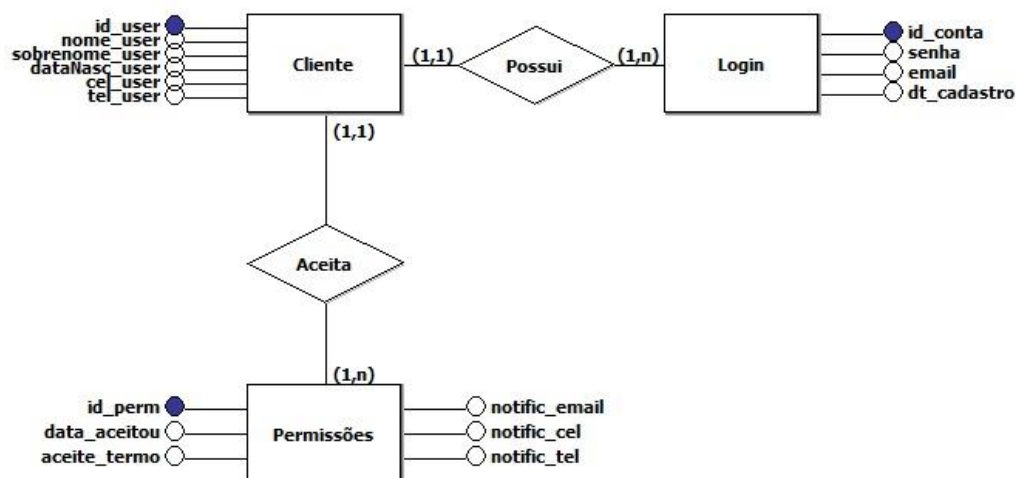 id_user
nome_user
sobrenome_user
dataNasc_user
cel_user
tel_user
Cliente
(1,1)
Possui
(1,n)
Login
id_conta
senha
email
dt_cadastro
(1,1)
Aceita
(1,n)
id_perm
data_aceitou
aceite_termo
Permissões
notific_email
notific_cel
notific_tel